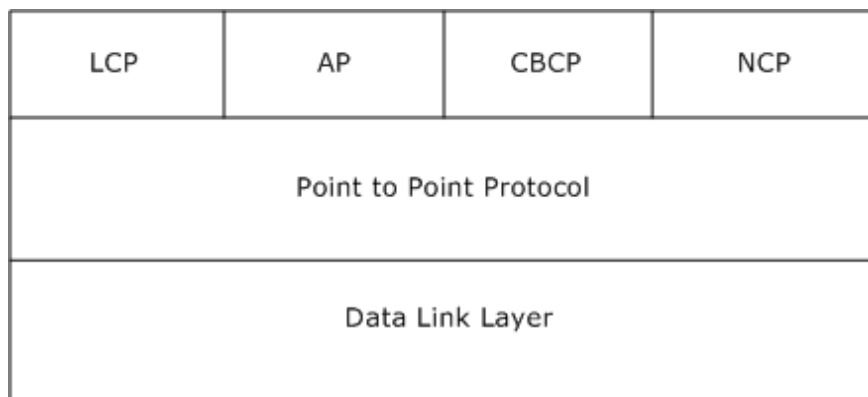 LCP AP CBCP NCP
Point to Point Protocol
Data Link Layer